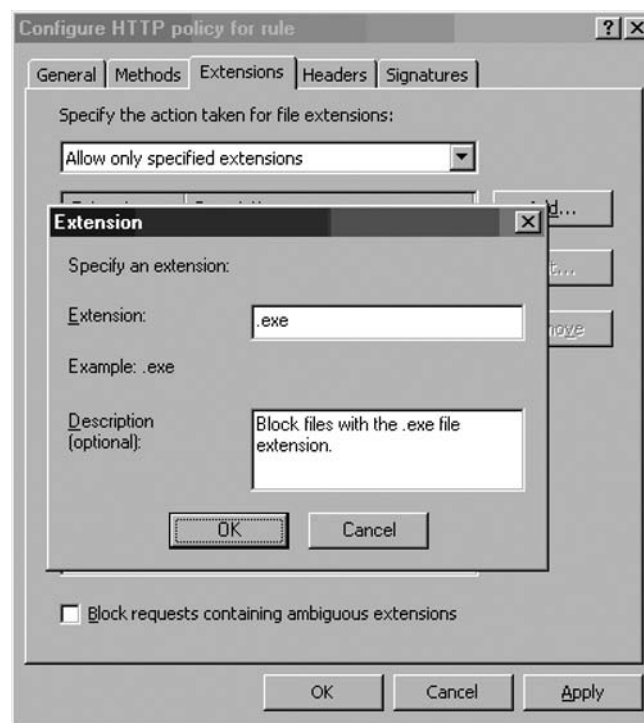 Configure HTTP policy for rule
General Methods Extensions Headers Signatures
Specify the action taken for file extensions:
Allow only specified extensions
Extension
Specify an extension:
Extension:
.exe
Example: .exe
Description
(optional):
Block files with the .exe file
extension.
OK Cancel
Block requests containing ambiguous extensions
OK Cancel Apply